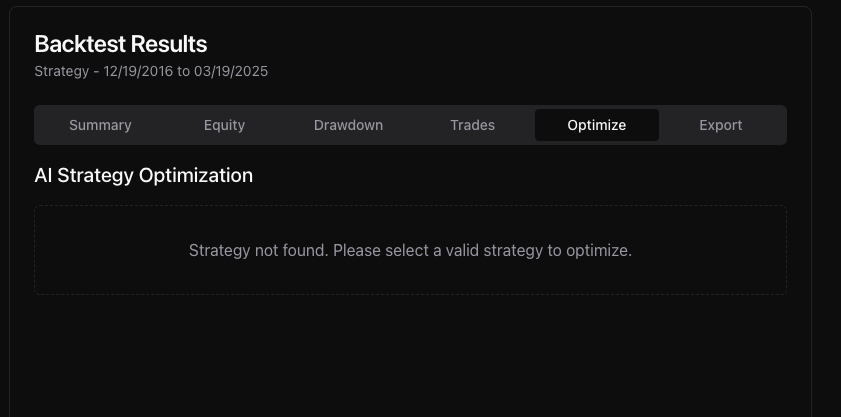 Backtest Results
Strategy - 12/19/2016 to 03/19/2025
Summary Equity Drawdown Trades Optimize Export
AI Strategy Optimization
Strategy not found. Please select a valid strategy to optimize.